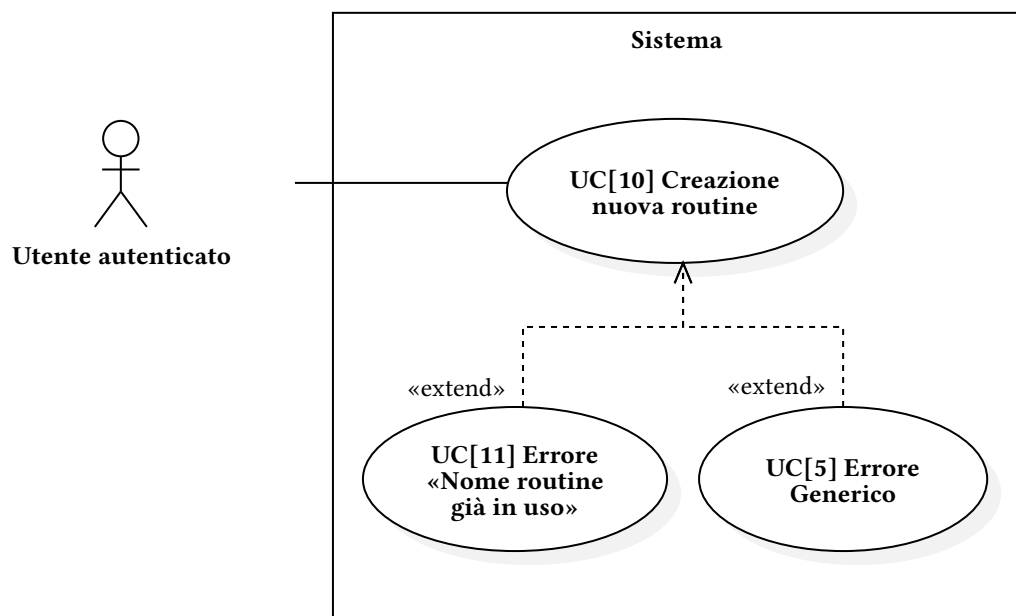 Sistema
UC[10] Creazione
nuova routine
Utente autenticato
«extend»
«extend»
UC[11] Errore
«Nome routine
già in uso»
UC[5] Errore
Generico